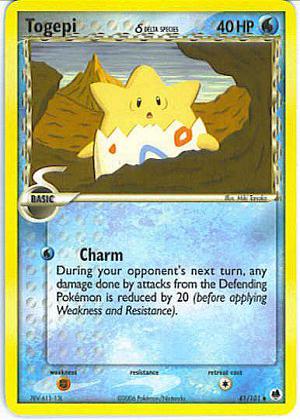 Togepi δ DELTA SPECIES 40 HP
Illus. Miki Tanaka
BASIC
Charm
During your opponent's next turn, any
damage done by attacks from the Defending
Pokémon is reduced by 20 (before applying
Weakness and Resistance).
weakness resistance retreat cost
©2006 Pokémon/Nintendo 41/101